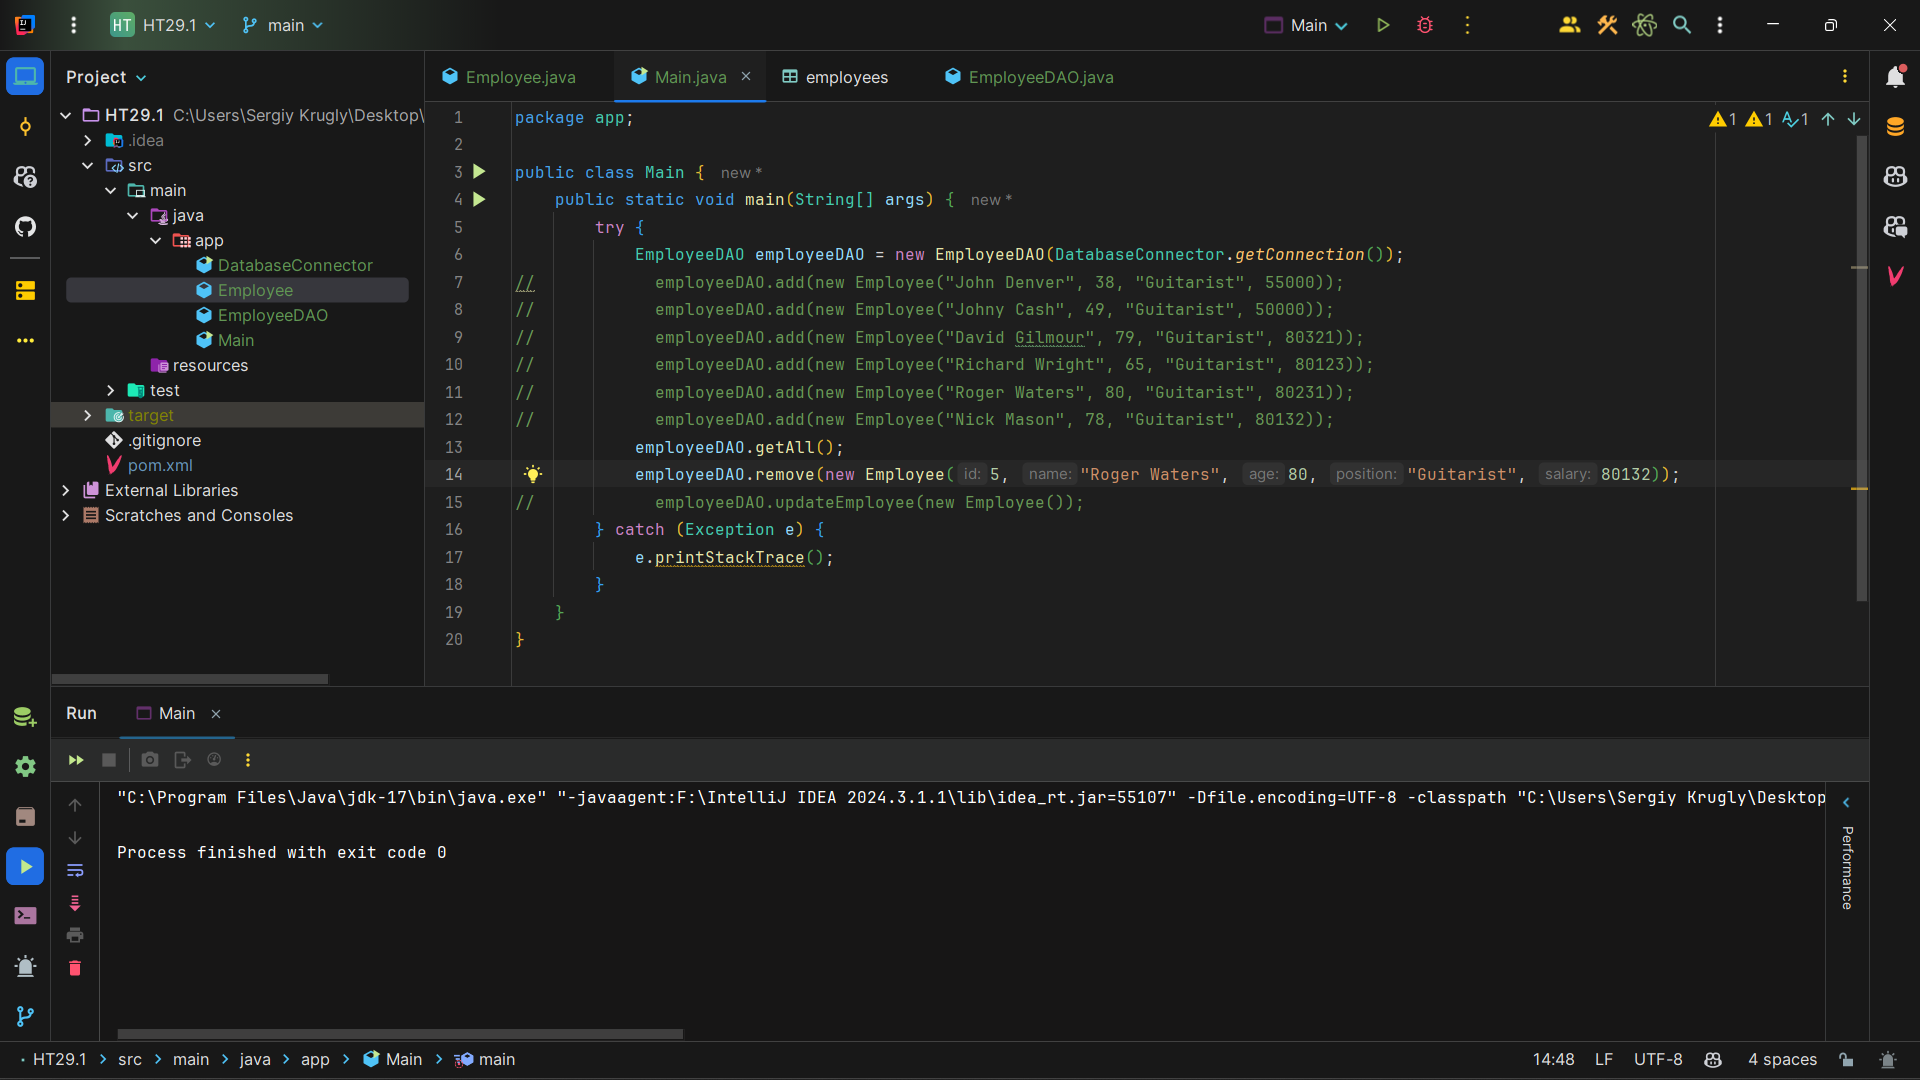 HT HT29.1 main Main
Project
HT29.1 C:\Users\Sergiy Krugly\Desktop\
.idea
src
main
java
app
DatabaseConnector
Employee
EmployeeDAO
Main
resources
test
target
.gitignore
pom.xml
External Libraries
Scratches and Consoles
Employee.java Main.java employees EmployeeDAO.java
1 1 1
1 package app;
2
3 public class Main { new *
4 public static void main(String[] args) { new *
5 try {
6 EmployeeDAO employeeDAO = new EmployeeDAO(DatabaseConnector.getConnection());
7 // employeeDAO.add(new Employee("John Denver", 38, "Guitarist", 55000));
8 // employeeDAO.add(new Employee("Johny Cash", 49, "Guitarist", 50000));
9 // employeeDAO.add(new Employee("David Gilmour", 79, "Guitarist", 80321));
10 // employeeDAO.add(new Employee("Richard Wright", 65, "Guitarist", 80123));
11 // employeeDAO.add(new Employee("Roger Waters", 80, "Guitarist", 80231));
12 // employeeDAO.add(new Employee("Nick Mason", 78, "Guitarist", 80132));
13 employeeDAO.getAll();
14 employeeDAO.remove(new Employee( id: 5, name: "Roger Waters", age: 80, position: "Guitarist", salary: 80132));
15 // employeeDAO.updateEmployee(new Employee());
16 } catch (Exception e) {
17 e.printStackTrace();
18 }
19 }
20 }
Run Main
"C:\Program Files\Java\jdk-17\bin\java.exe" "-javaagent:F:\IntelliJ IDEA 2024.3.1.1\lib\idea_rt.jar=55107" -Dfile.encoding=UTF-8 -classpath "C:\Users\Sergiy Krugly\Desktop
Process finished with exit code 0
Performance
HT29.1 > src > main > java > app > Main > main
14:48 LF UTF-8 4 spaces